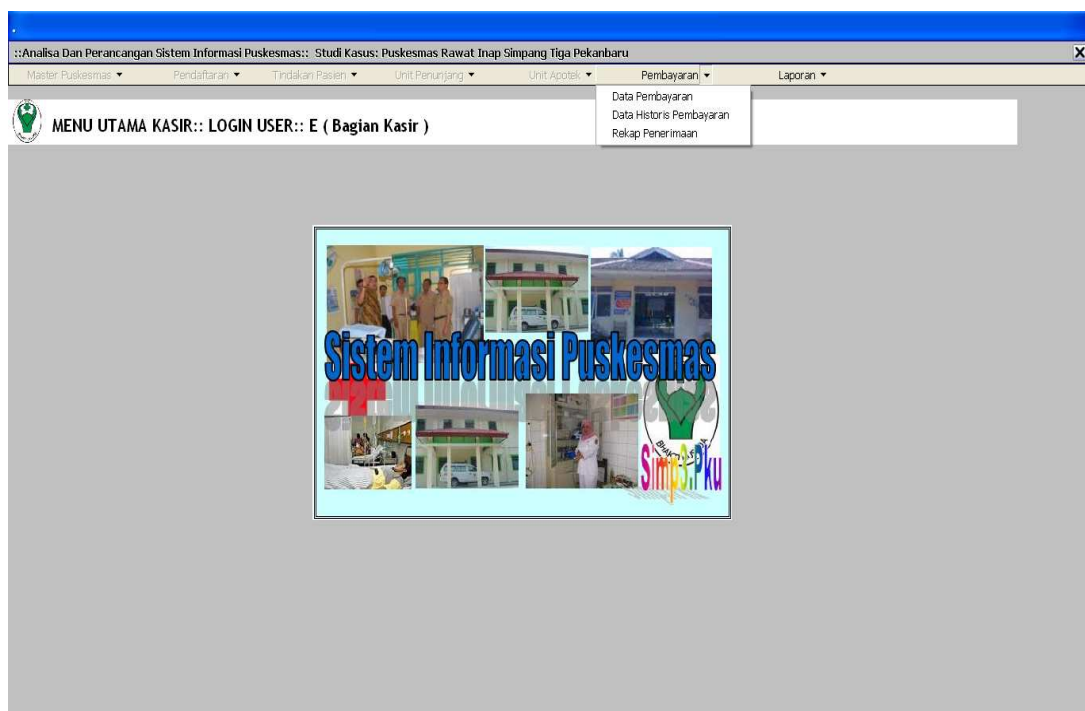 ::Analisa Dan Perancangan Sistem Informasi Puskesmas:: Studi Kasus: Puskesmas Rawat Inap Simpang Tiga Pekanbaru
Master Puskesmas Pendaftaran Tindakan Pasien Unit Penunjang Unit Apotek Pembayaran Laporan
Data Pembayaran
Data Historis Pembayaran
Rekap Penerimaan
MENU UTAMA KASIR:: LOGIN USER:: E ( Bagian Kasir )
Sistem Informasi Puskesmas
Simp3.Pku